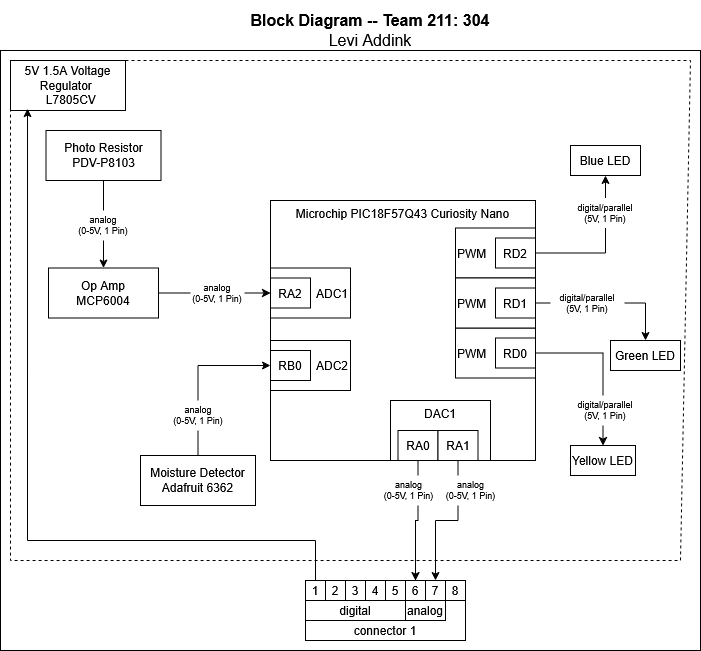 Block Diagram -- Team 211: 304
Levi Addink
5V 1.5A Voltage
Regulator
L7805CV
Photo Resistor
PDV-P8103
analog
(0-5V, 1 Pin)
Op Amp
MCP6004
analog
(0-5V, 1 Pin)
Moisture Detector
Adafruit 6362
analog
(0-5V, 1 Pin)
Microchip PIC18F57Q43 Curiosity Nano
RA2
ADC1
RB0
ADC2
PWM
RD2
PWM
RD1
PWM
RD0
DAC1
RA0
RA1
Blue LED
digital/parallel
(5V, 1 Pin)
digital/parallel
(5V, 1 Pin)
Green LED
digital/parallel
(5V, 1 Pin)
Yellow LED
analog
(0-5V, 1 Pin)
analog
(0-5V, 1 Pin)
1 2 3 4 5 6 7 8
digital analog
connector 1